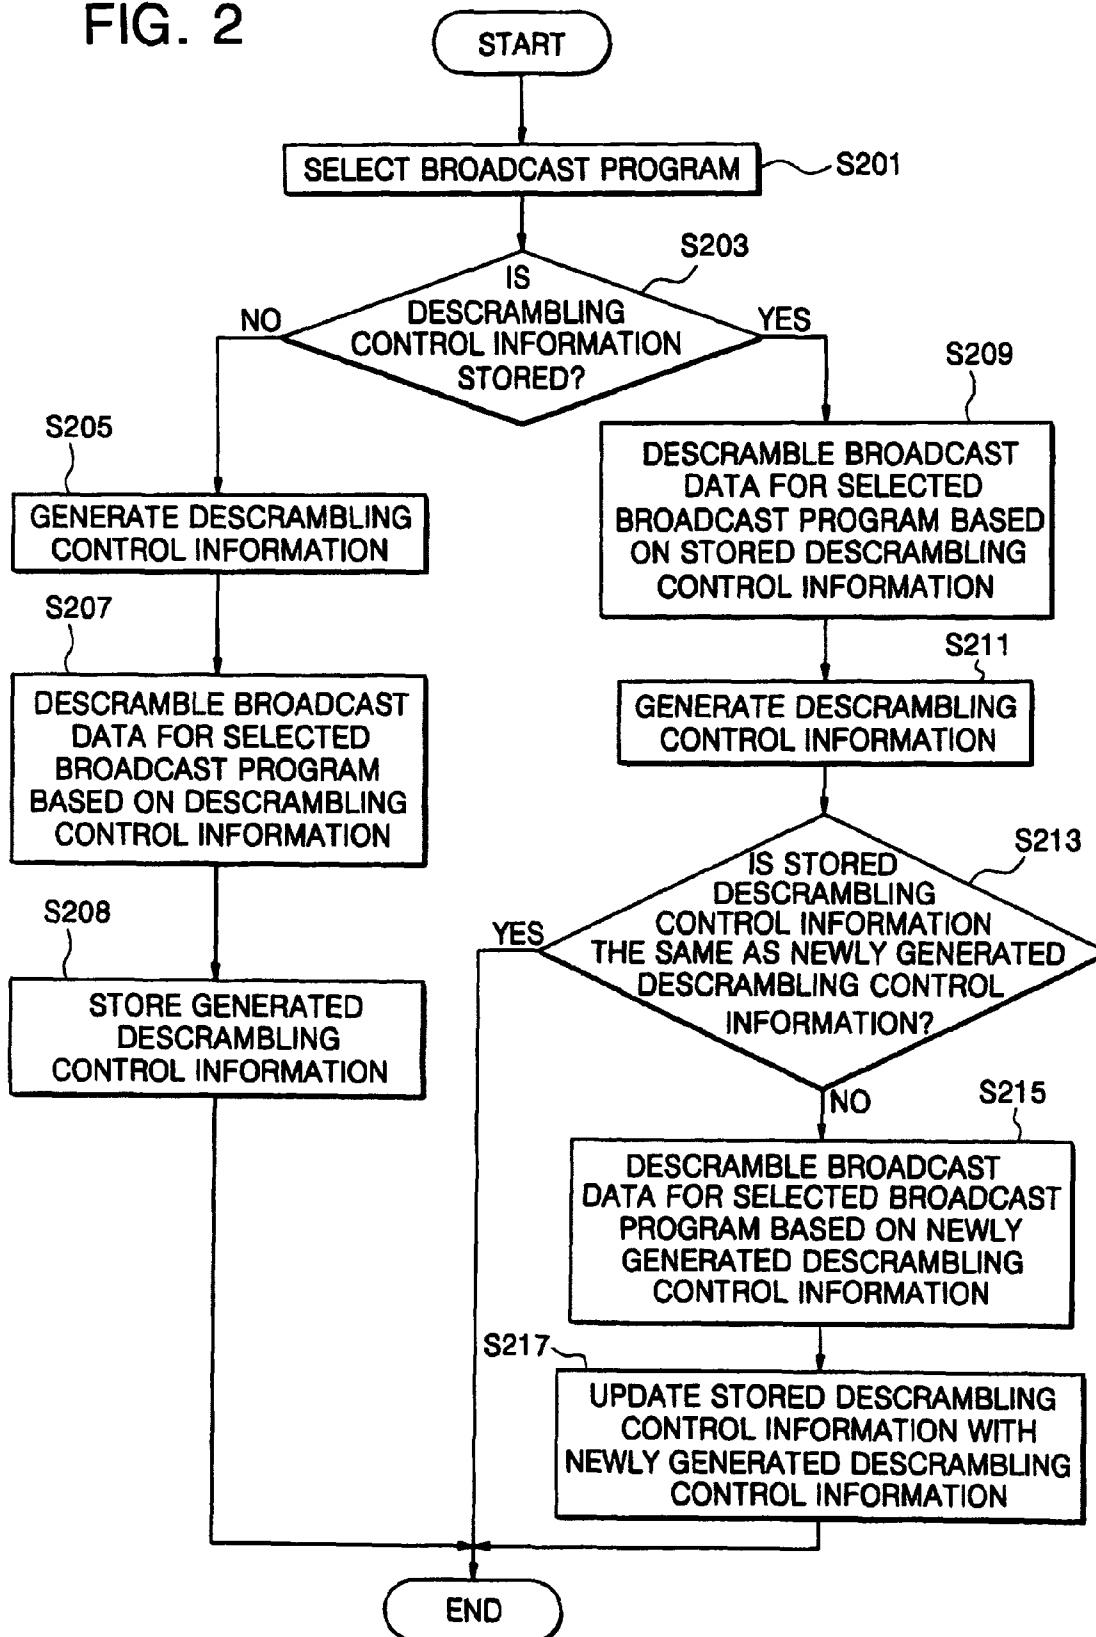 FIG. 2
START
SELECT BROADCAST PROGRAM
S201
S203
IS
DESCRAMBLING
CONTROL INFORMATION
STORED?
NO
YES
S205
GENERATE DESCRAMBLING
CONTROL INFORMATION
S207
DESCRAMBLE BROADCAST
DATA FOR SELECTED
BROADCAST PROGRAM
BASED ON DESCRAMBLING
CONTROL INFORMATION
S208
STORE GENERATED
DESCRAMBLING
CONTROL INFORMATION
S209
DESCRAMBLE BROADCAST
DATA FOR SELECTED
BROADCAST PROGRAM BASED
ON STORED DESCRAMBLING
CONTROL INFORMATION
S211
GENERATE DESCRAMBLING
CONTROL INFORMATION
S213
IS STORED
DESCRAMBLING
CONTROL INFORMATION
THE SAME AS NEWLY GENERATED
DESCRAMBLING CONTROL
INFORMATION?
YES
NO
S215
DESCRAMBLE BROADCAST
DATA FOR SELECTED BROADCAST
PROGRAM BASED ON NEWLY
GENERATED DESCRAMBLING
CONTROL INFORMATION
S217
UPDATE STORED DESCRAMBLING
CONTROL INFORMATION WITH
NEWLY GENERATED DESCRAMBLING
CONTROL INFORMATION
END